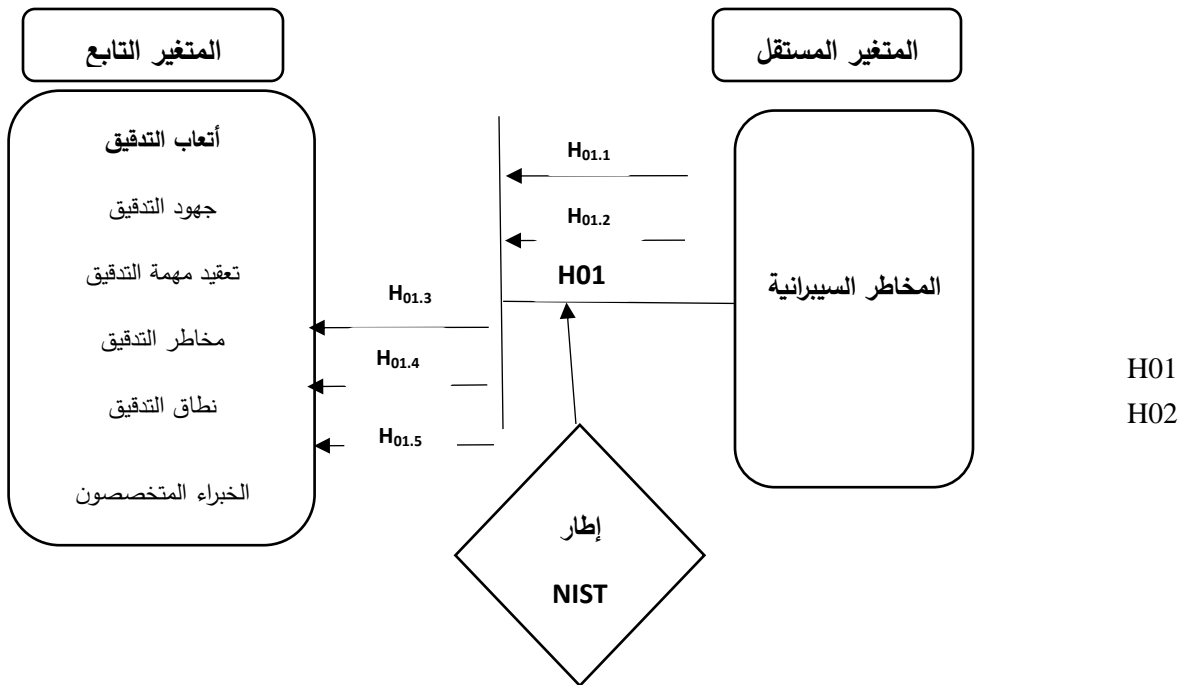 المتغير المستقل
المتغير التابع
المخاطر السيبرانية
H01.1
H01.2
H01
H01.3
H01.4
H01.5
أتعاب التدقيق
جهود التدقيق
تعقيد مهمة التدقيق
مخاطر التدقيق
نطاق التدقيق
الخبراء المتخصصون
إطار
NIST
H01
H02